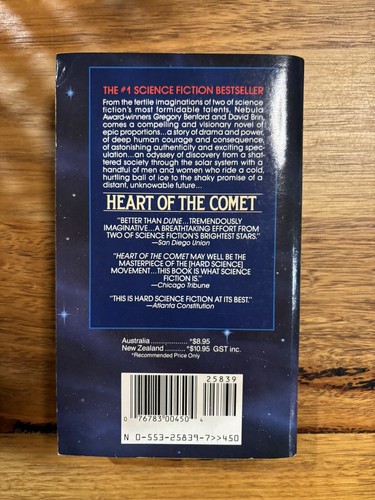 THE #1 SCIENCE FICTION BESTSELLER
From the fertile imaginations of two of science
fiction's most formidable talents, Nebula
Award-winners Gregory Benford and David Brin,
comes a compelling and visionary novel of
epic proportions...a story of drama and power,
of deep human courage and consequence,
of astonishing authenticity and exciting spec-
ulation...an odyssey of discovery from a shat-
tered society through the solar system with a
handful of men and women who ride a cold,
hurtling ball of ice to the shaky promise of a
distant, unknowable future...
HEART OF THE COMET
"BETTER THAN DUNE...TREMENDOUSLY
IMAGINATIVE...A BREATHTAKING EFFORT FROM
TWO OF SCIENCE FICTION'S BRIGHTEST STARS."
—San Diego Union
"HEART OF THE COMET MAY WELL BE THE
MASTERPIECE OF THE [HARD SCIENCE]
MOVEMENT...THIS BOOK IS WHAT SCIENCE
FICTION IS."
—Chicago Tribune
"THIS IS HARD SCIENCE FICTION AT ITS BEST."
—Atlanta Constitution
Australia .............. *$8.95
New Zealand ........ *$10.95 GST inc.
*Recommended Price Only
25839
0 76783 00450 4
N 0-553-25839-7>>450